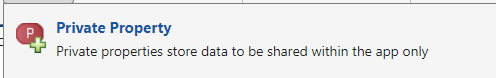 P
Private Property
Private properties store data to be shared within the app only